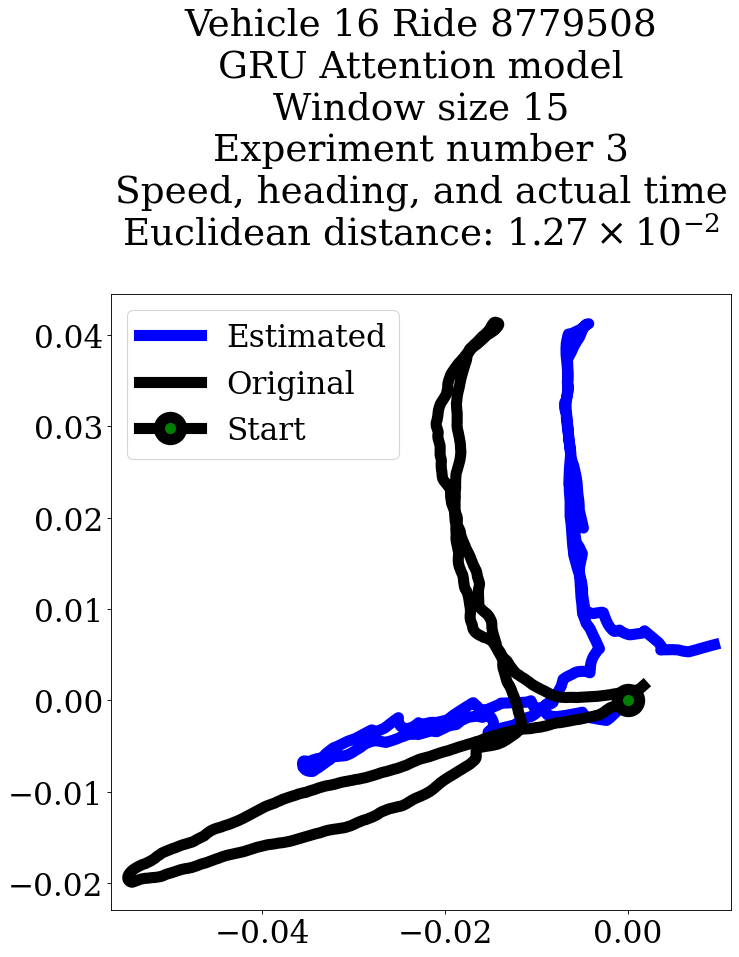 Vehicle 16 Ride 8779508
GRU Attention model
Window size 15
Experiment number 3
Speed, heading, and actual time
Euclidean distance: 1.27 × 10⁻²
Estimated
Original
Start
0.04
0.03
0.02
0.01
0.00
−0.01
−0.02
−0.04
−0.02
0.00